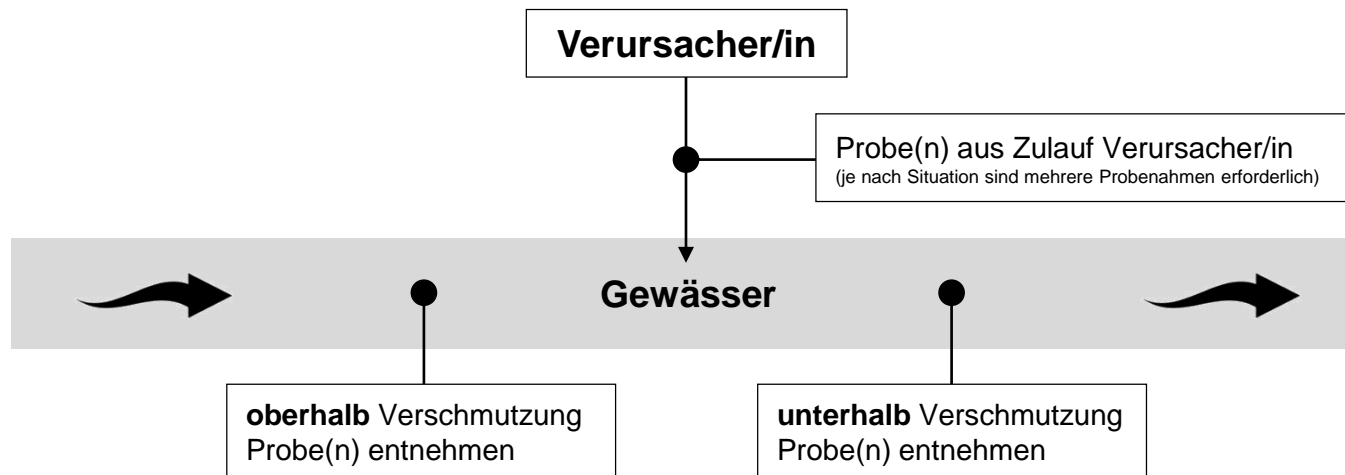 Verursacher/in
Probe(n) aus Zulauf Verursacher/in
(je nach Situation sind mehrere Probenahmen erforderlich)
Gewässer
oberhalb Verschmutzung
Probe(n) entnehmen
unterhalb Verschmutzung
Probe(n) entnehmen